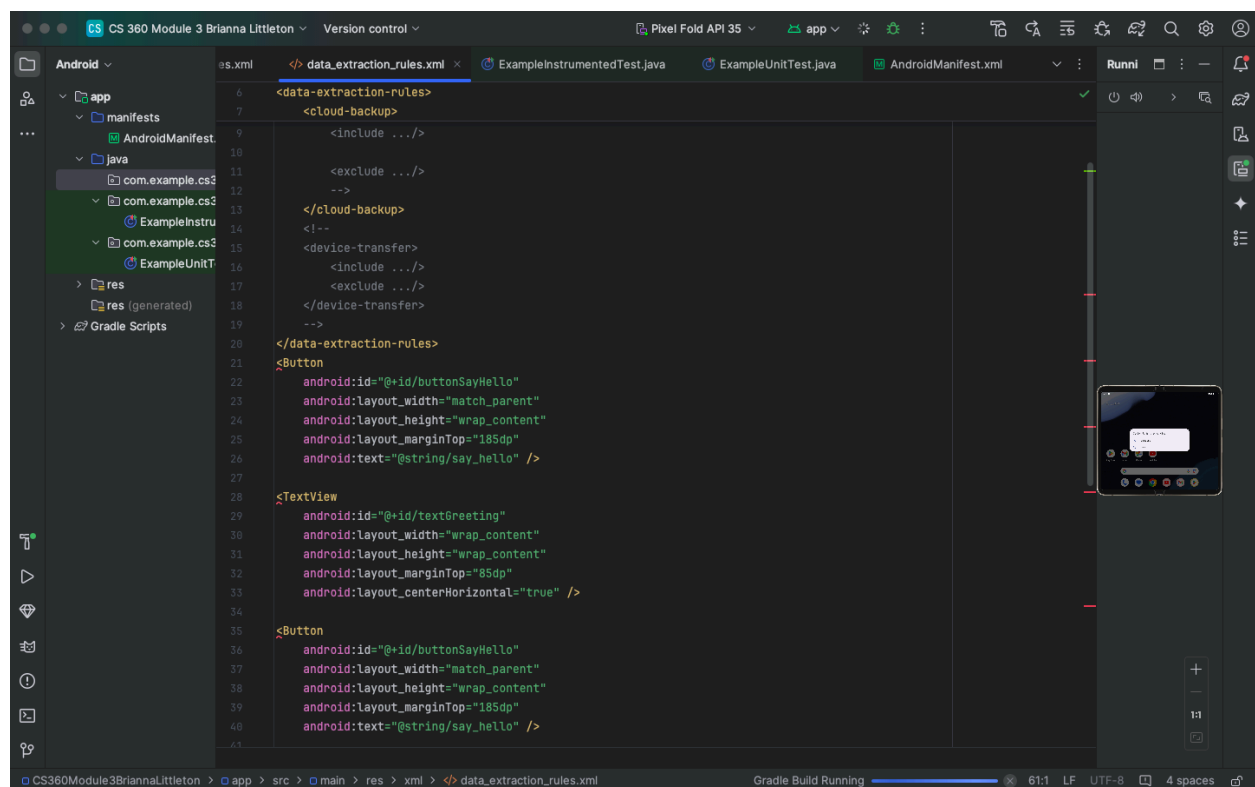 CS CS 360 Module 3 Brianna Littleton Version control Pixel Fold API 35 app
Android
es.xml data_extraction_rules.xml ExampleInstrumentedTest.java ExampleUnitTest.java AndroidManifest.xml Runni
app
manifests
AndroidManifest.
java
com.example.cs3
com.example.cs3
ExampleInstru
com.example.cs3
ExampleUnitT
res
res (generated)
Gradle Scripts
6 <data-extraction-rules>
7 <cloud-backup>
9 <include .../>
10
11 <exclude .../>
12 -->
13 </cloud-backup>
14 <!--
15 <device-transfer>
16 <include .../>
17 <exclude .../>
18 </device-transfer>
19 -->
20 </data-extraction-rules>
21 <Button
22 android:id="@+id/buttonSayHello"
23 android:layout_width="match_parent"
24 android:layout_height="wrap_content"
25 android:layout_marginTop="185dp"
26 android:text="@string/say_hello" />
27
28 <TextView
29 android:id="@+id/textGreeting"
30 android:layout_width="wrap_content"
31 android:layout_height="wrap_content"
32 android:layout_marginTop="85dp"
33 android:layout_centerHorizontal="true" />
34
35 <Button
36 android:id="@+id/buttonSayHello"
37 android:layout_width="match_parent"
38 android:layout_height="wrap_content"
39 android:layout_marginTop="185dp"
40 android:text="@string/say_hello" />
41
1:1
CS360Module3BriannaLittleton > app > src > main > res > xml > data_extraction_rules.xml Gradle Build Running 61:1 LF UTF-8 4 spaces